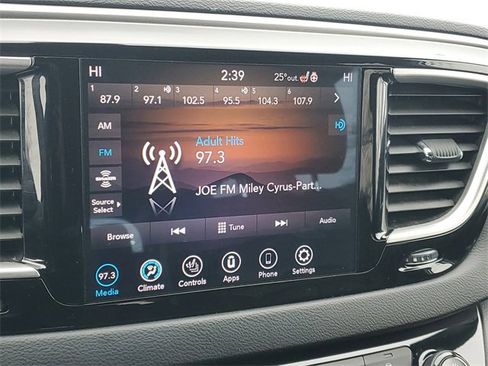 HI 2:39 25°out. HI
1 2 3 4 5 6
87.9 97.1 102.5 95.5 104.3 107.9
AM
Adult Hits
FM
97.3
SiriusXM
JOE FM Miley Cyrus-Part...
Source
Select
Browse Tune Audio
97.3
Media Climate Controls Apps Phone Settings